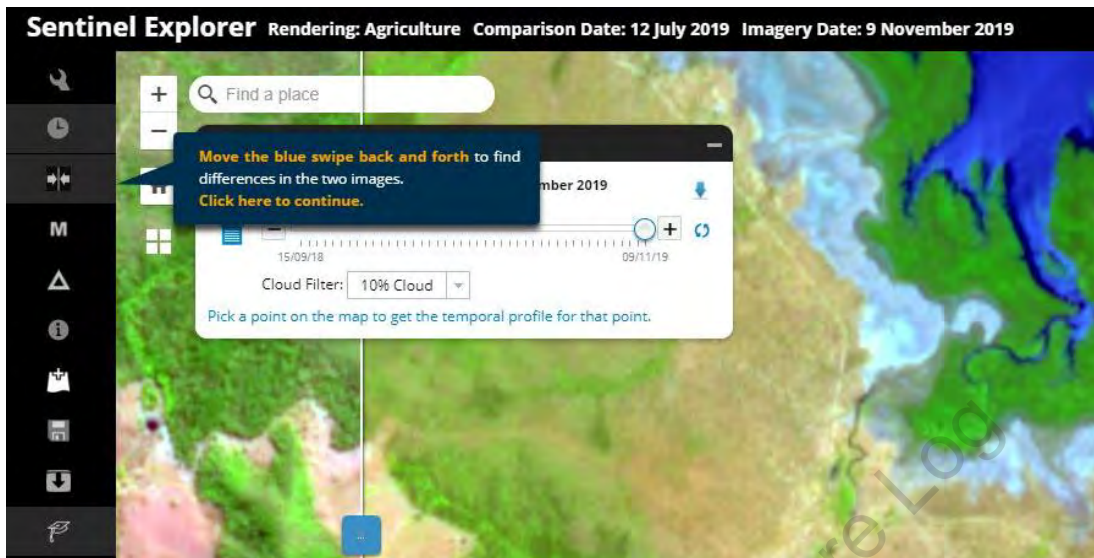 Sentinel Explorer Rendering: Agriculture Comparison Date: 12 July 2019 Imagery Date: 9 November 2019
Find a place
Move the blue swipe back and forth to find
differences in the two images.
Click here to continue.
2019
15/09/18 09/11/19
Cloud Filter: 10% Cloud
Pick a point on the map to get the temporal profile for that point.
M
Log